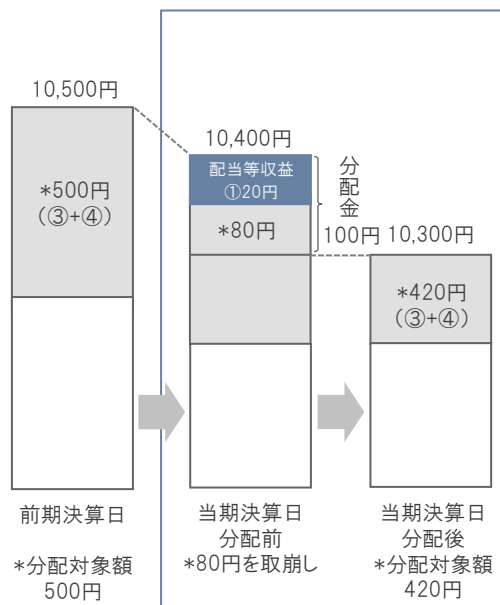 10,500円
*500円
(③+④)
前期決算日
*分配対象額
500円
10,400円
配当等収益
①20円
*80円
分配金
100円
当期決算日
分配前
*80円を取崩し
10,300円
*420円
(③+④)
当期決算日
分配後
*分配対象額
420円